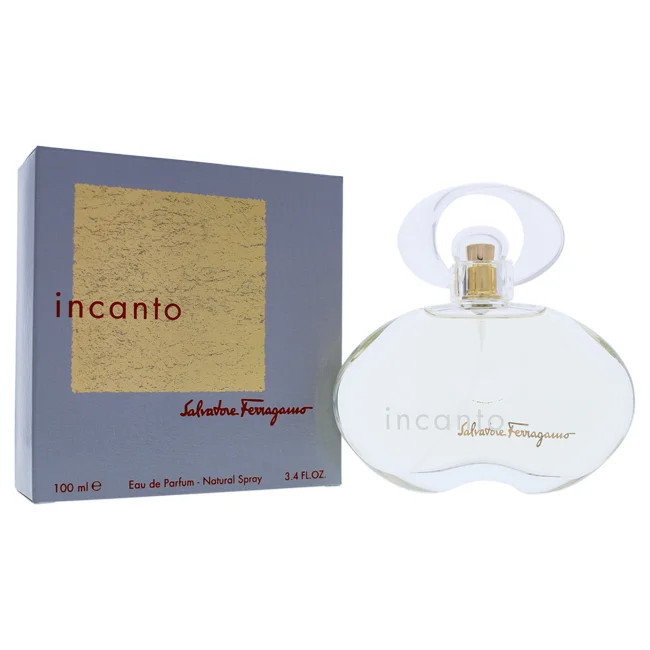 incanto
Salvatore Ferragamo
100 ml e Eau de Parfum - Natural Spray 3.4 FL.OZ.
incanto
Salvatore Ferragamo